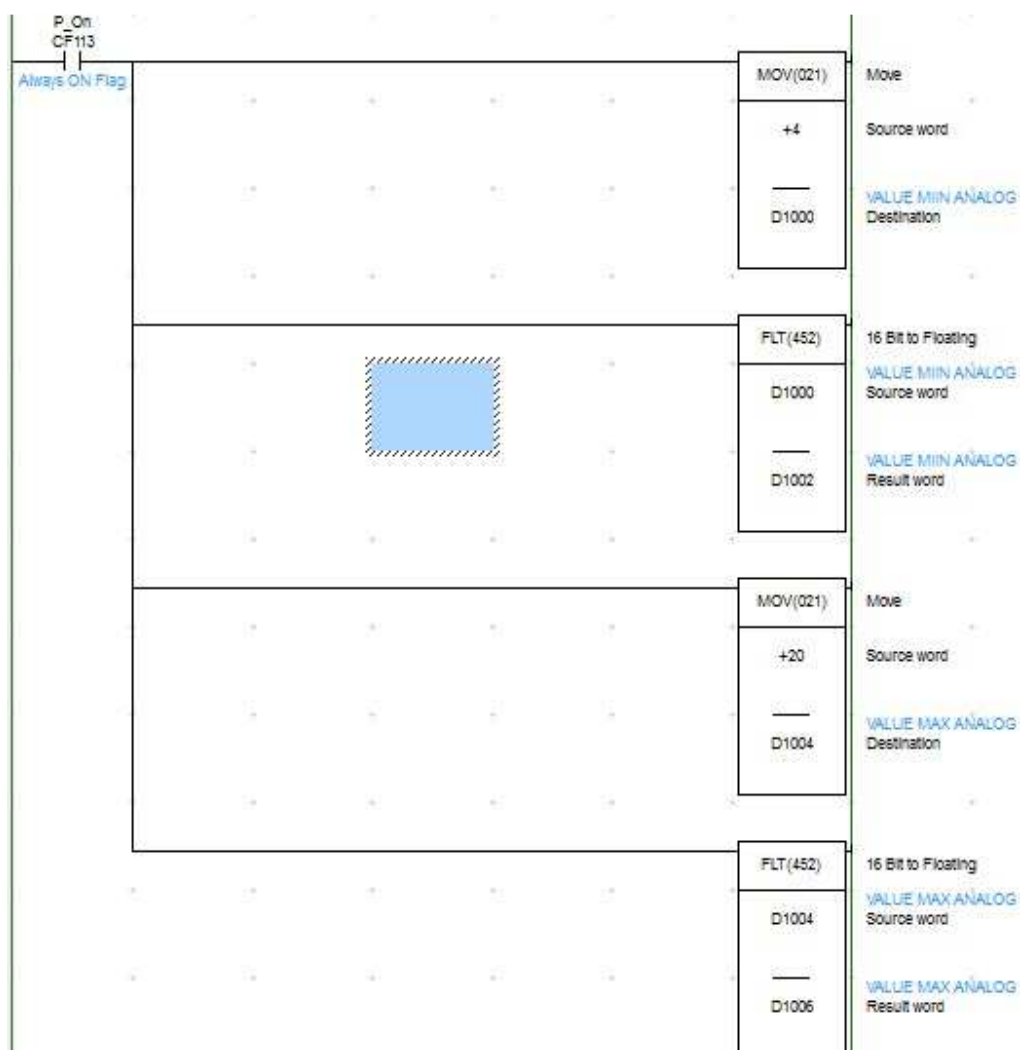 P_On
CF113
Always ON Flag
MOV(021)
Move
+4
Source word
D1000
VALUE MIIN ANALOG
Destination
FLT(452)
16 Bit to Floating
D1000
VALUE MIIN ANALOG
Source word
D1002
VALUE MIIN ANALOG
Result word
MOV(021)
Move
+20
Source word
D1004
VALUE MAX ANALOG
Destination
FLT(452)
16 Bit to Floating
D1004
VALUE MAX ANALOG
Source word
D1006
VALUE MAX ANALOG
Result word